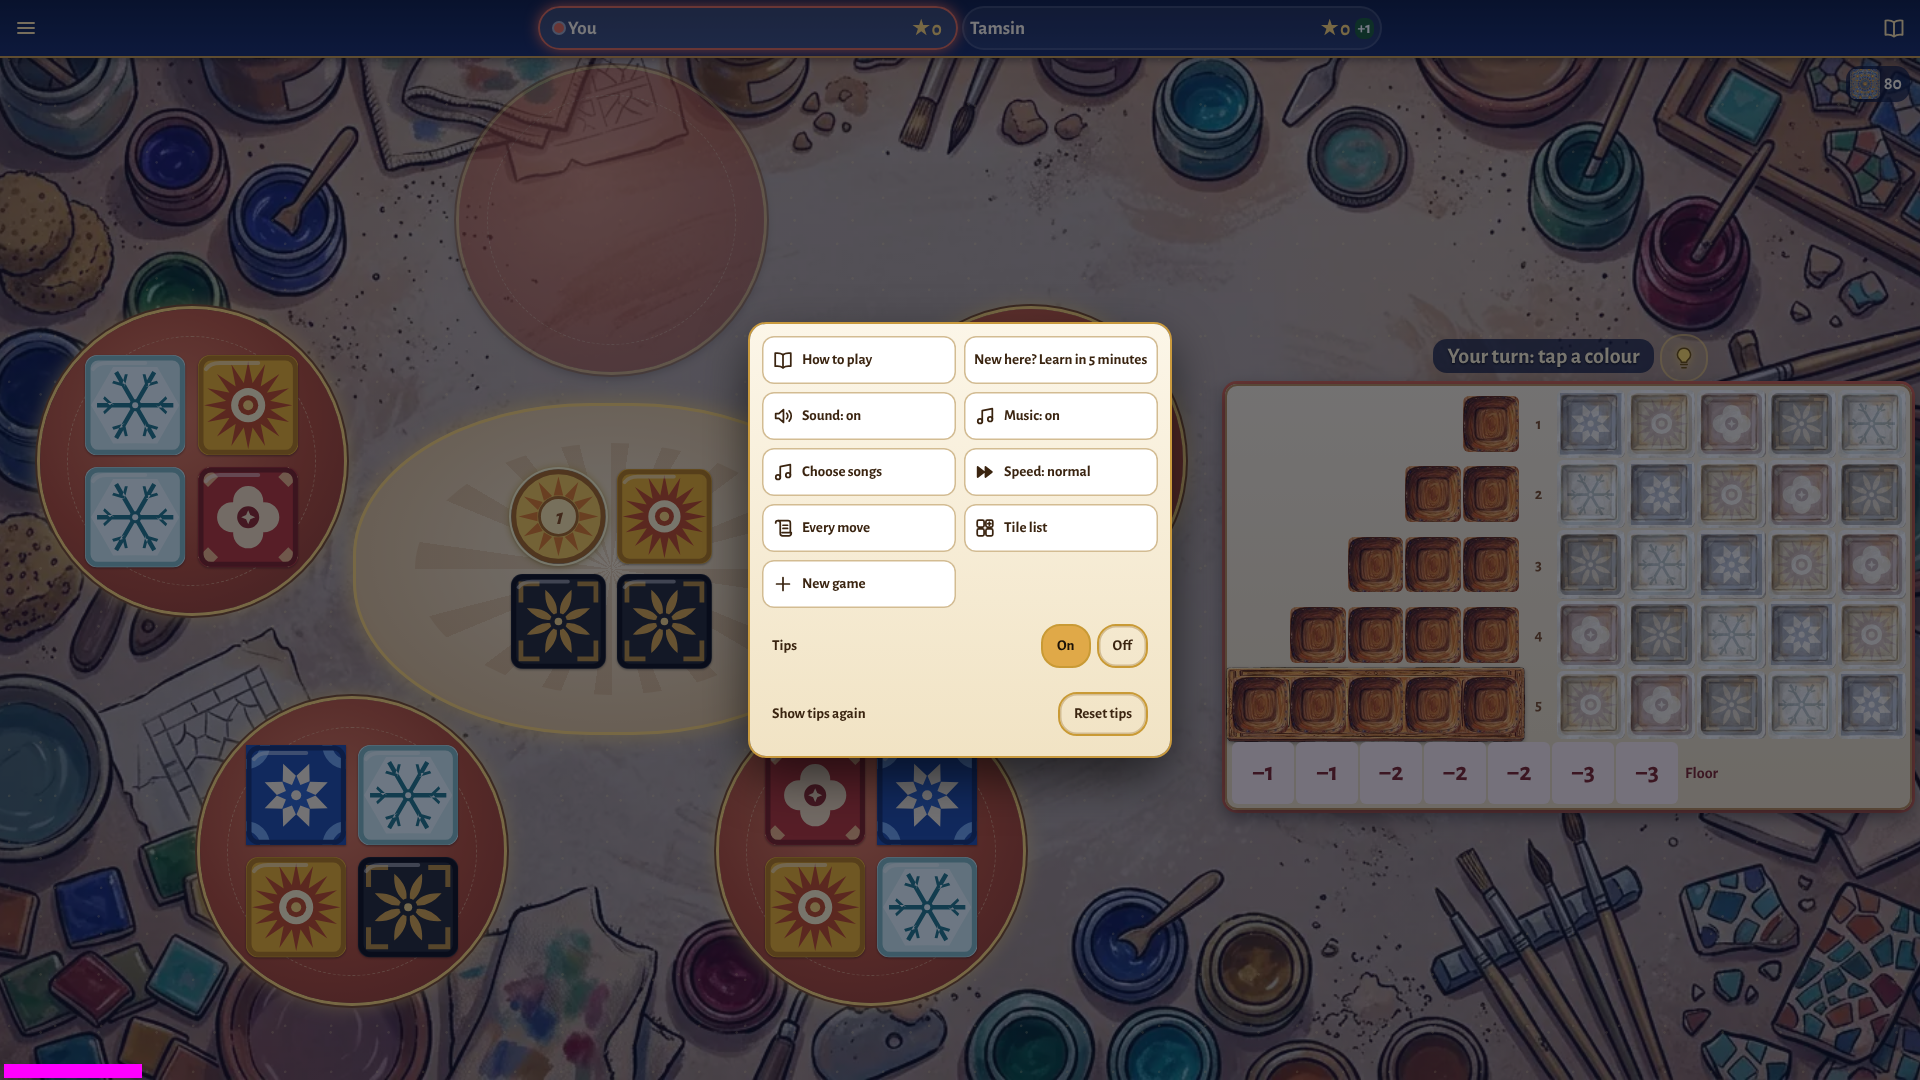 You
0
Tamsin
0 +1
80
Your turn: tap a colour
How to play
New here? Learn in 5 minutes
Sound: on
Music: on
Choose songs
Speed: normal
Every move
Tile list
New game
Tips
On
Off
Show tips again
Reset tips
1
1
2
3
4
5
−1 −1 −2 −2 −2 −3 −3 Floor